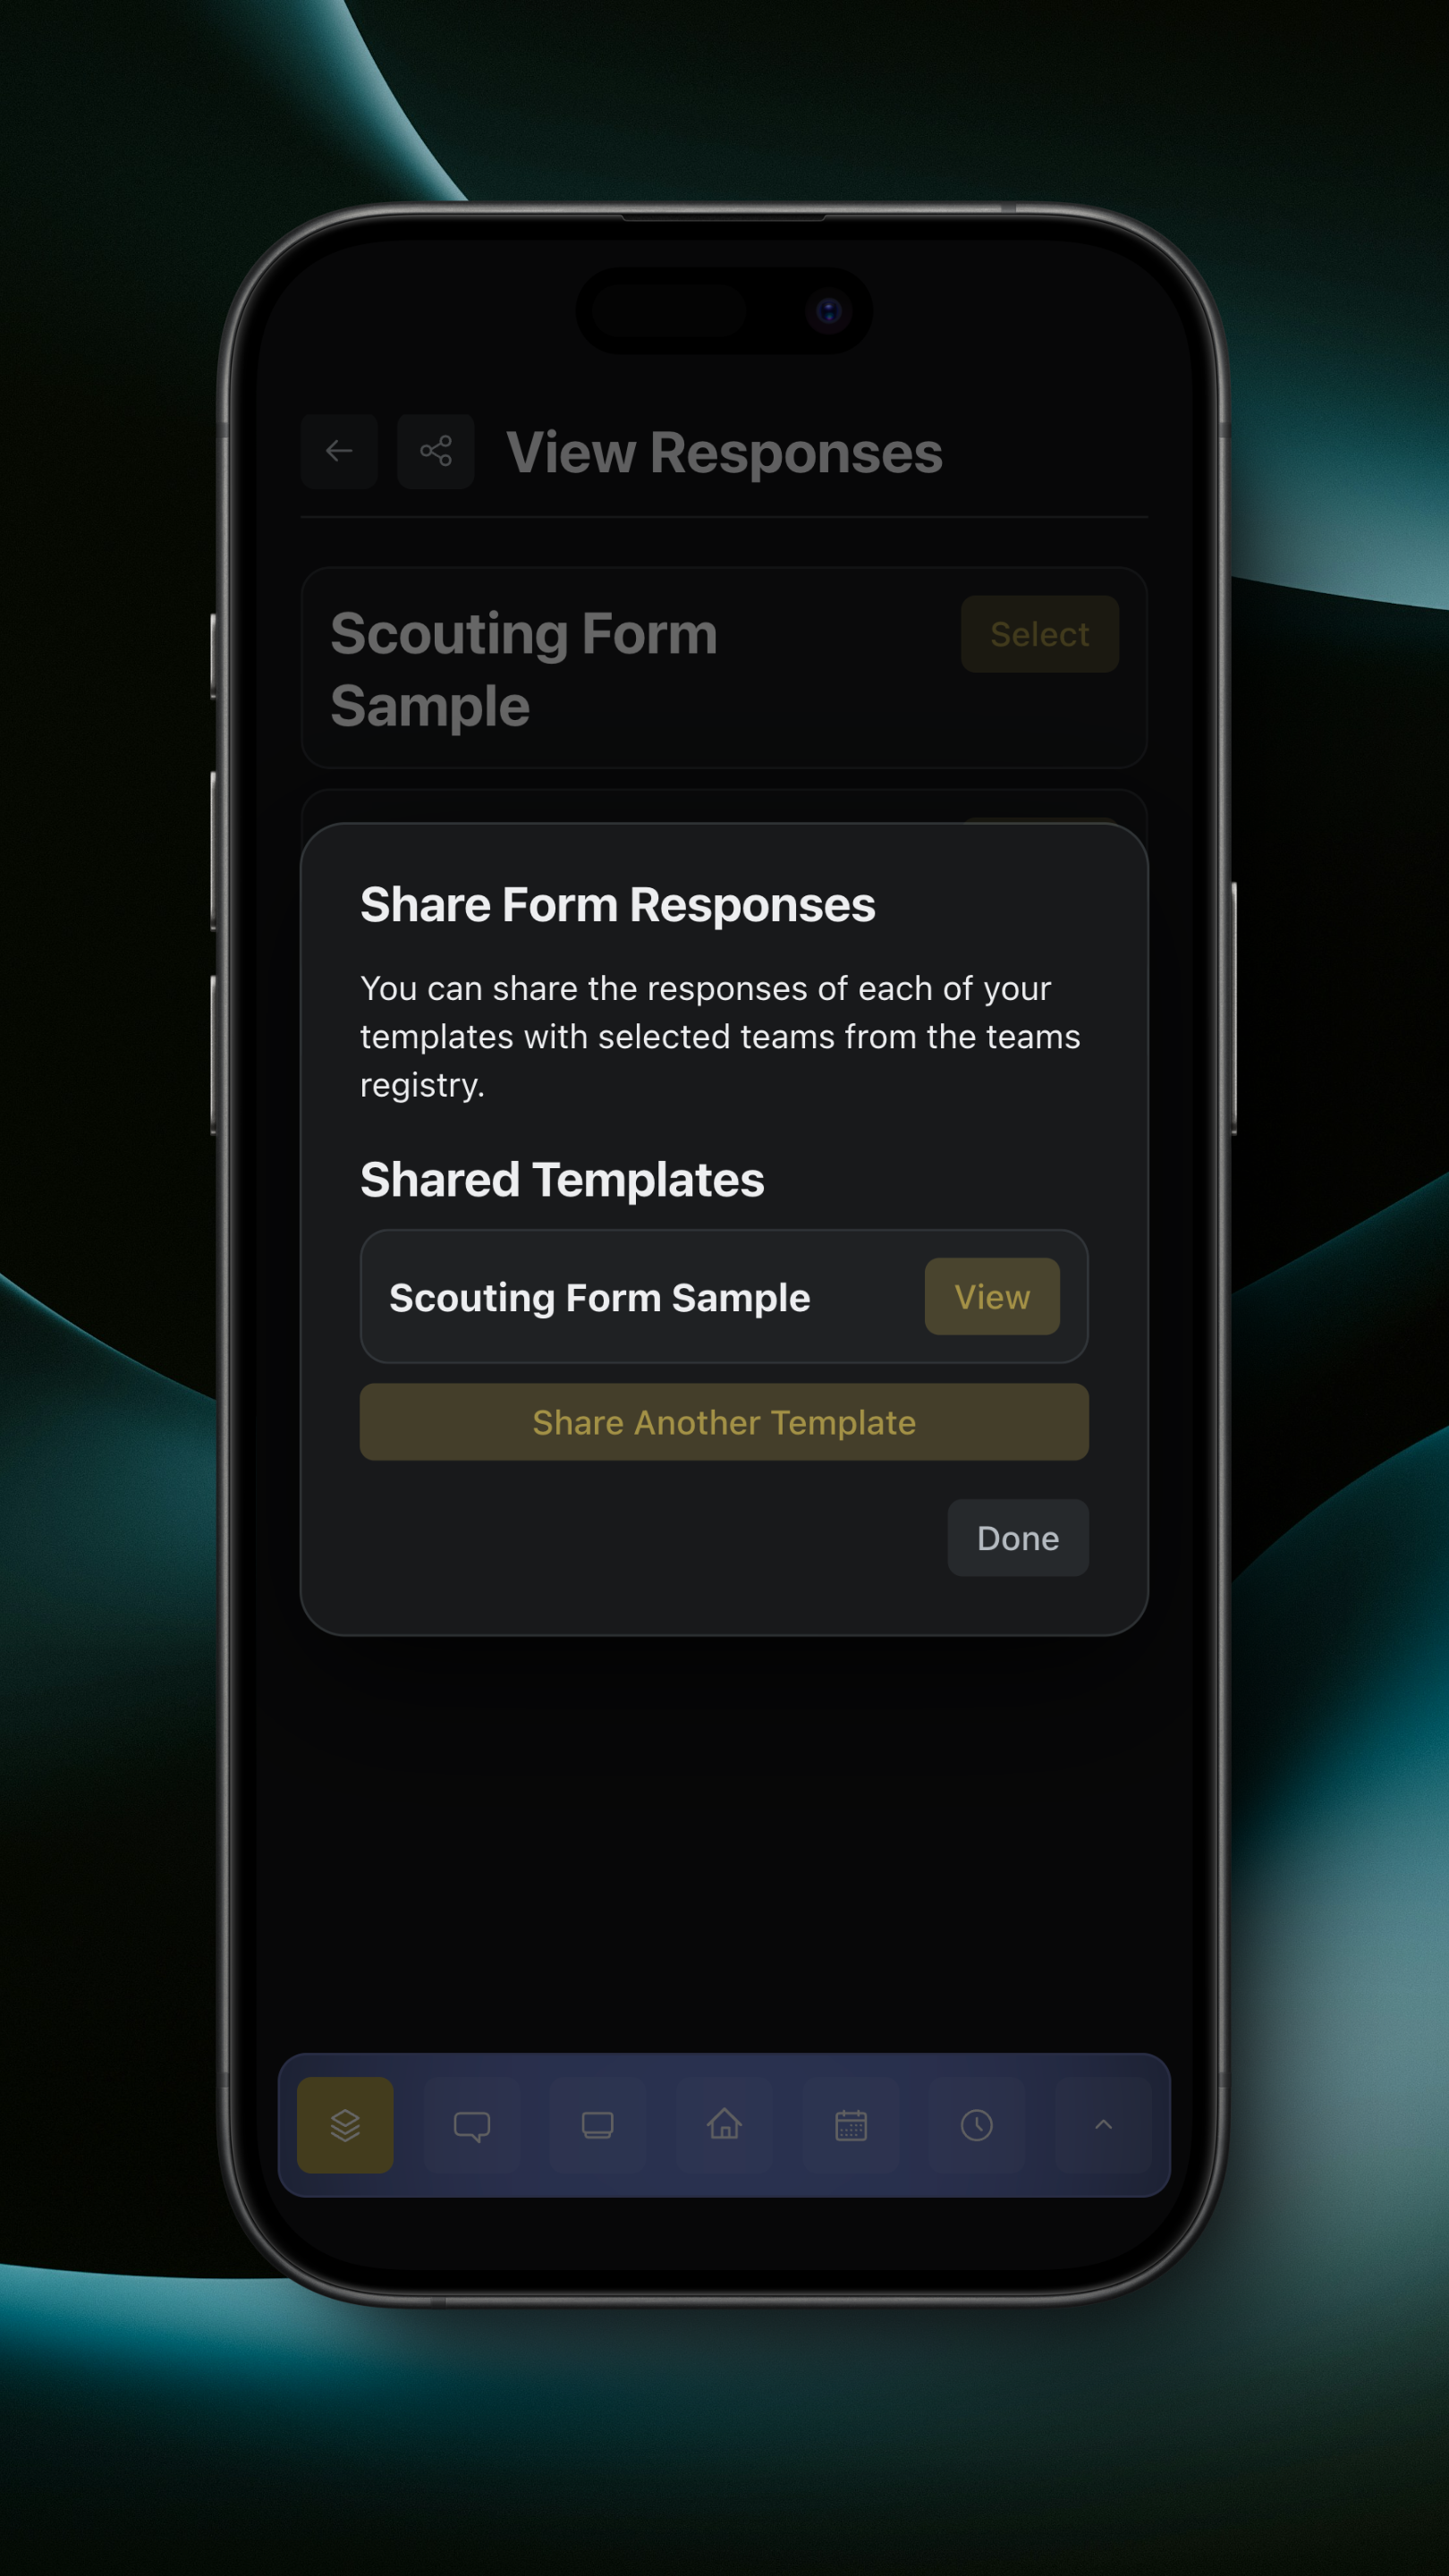 View Responses
Scouting Form
Select
Sample
Share Form Responses
You can share the responses of each of your
templates with selected teams from the teams
registry.
Shared Templates
Scouting Form Sample
View
Share Another Template
Done